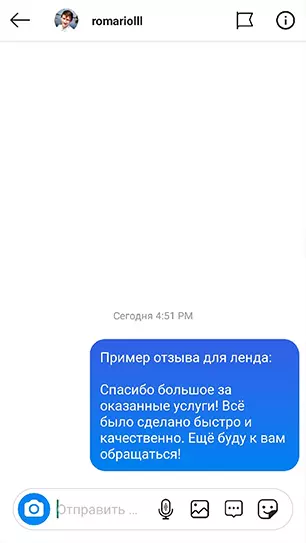 romariolll
Сегодня 4:51 PM
Пример отзыва для ленда:
Спасибо большое за
оказанные услуги! Всё
было сделано быстро и
качественно. Ещё буду к вам
обращаться!
Отправить ...